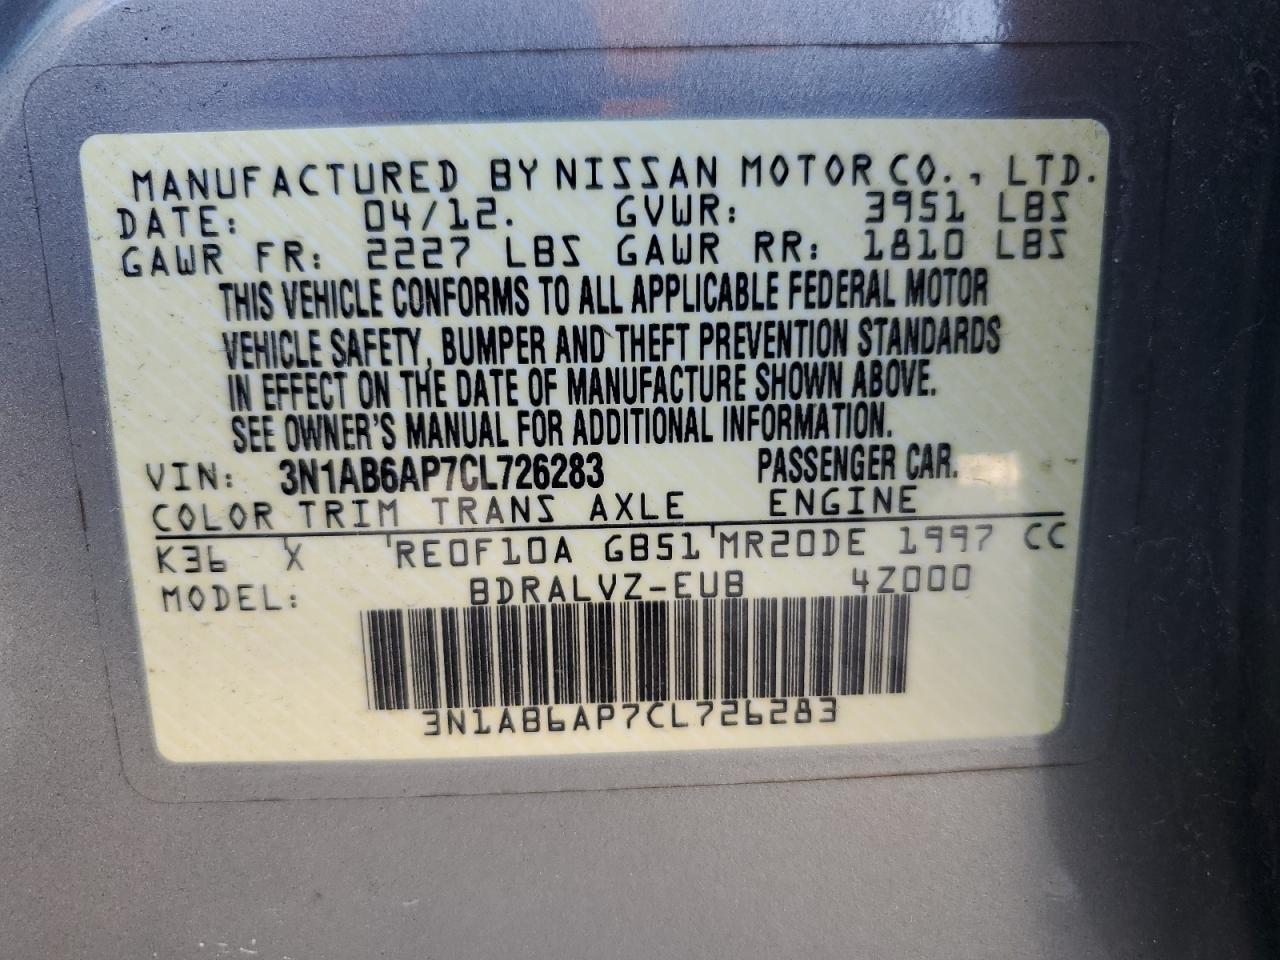 MANUFACTURED BY NISSAN MOTOR CO., LTD.
DATE: 04/12. GVWR: 3951 LBS
GAWR FR: 2227 LBS GAWR RR: 1810 LBS
THIS VEHICLE CONFORMS TO ALL APPLICABLE FEDERAL MOTOR
VEHICLE SAFETY, BUMPER AND THEFT PREVENTION STANDARDS
IN EFFECT ON THE DATE OF MANUFACTURE SHOWN ABOVE.
SEE OWNER'S MANUAL FOR ADDITIONAL INFORMATION.
VIN: 3N1AB6AP7CL726283 PASSENGER CAR.
COLOR TRIM TRANS AXLE ENGINE
K36 X RE0F10A GB51 MR20DE 1997 CC
MODEL: BDRALVZ-EUB 4Z000
3N1AB6AP7CL726283